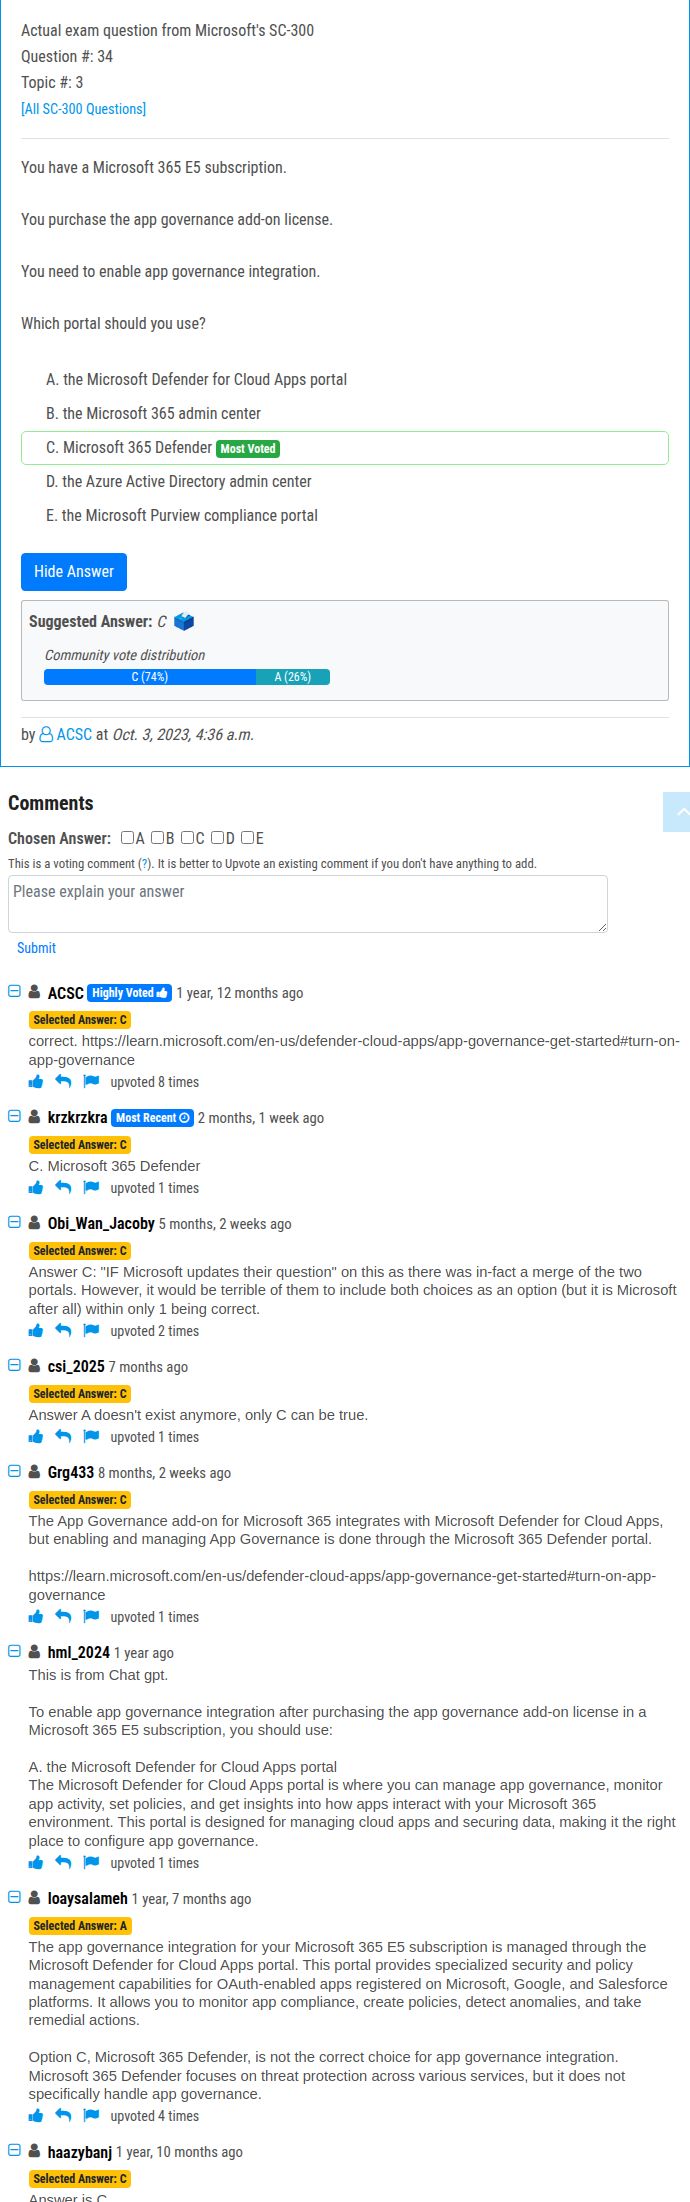 Actual exam question from Microsoft's SC-300
Question #: 34
Topic #: 3
[All SC-300 Questions]
You have a Microsoft 365 E5 subscription.
You purchase the app governance add-on license.
You need to enable app governance integration.
Which portal should you use?
A. the Microsoft Defender for Cloud Apps portal
B. the Microsoft 365 admin center
C. Microsoft 365 Defender Most Voted
D. the Azure Active Directory admin center
E. the Microsoft Purview compliance portal
Hide Answer
Suggested Answer: C
Community vote distribution
C (74%) A (26%)
by ACSC at Oct. 3, 2023, 4:36 a.m.
Comments
Chosen Answer: A B C D E
This is a voting comment (?). It is better to Upvote an existing comment if you don't have anything to add.
Please explain your answer
Submit
ACSC Highly Voted 1 year, 12 months ago
Selected Answer: C
correct. https://learn.microsoft.com/en-us/defender-cloud-apps/app-governance-get-started#turn-on-
app-governance
upvoted 8 times
krzkrzkra Most Recent 2 months, 1 week ago
Selected Answer: C
C. Microsoft 365 Defender
upvoted 1 times
Obi_Wan_Jacoby 5 months, 2 weeks ago
Selected Answer: C
Answer C: "IF Microsoft updates their question" on this as there was in-fact a merge of the two
portals. However, it would be terrible of them to include both choices as an option (but it is Microsoft
after all) within only 1 being correct.
upvoted 2 times
csi_2025 7 months ago
Selected Answer: C
Answer A doesn't exist anymore, only C can be true.
upvoted 1 times
Grg433 8 months, 2 weeks ago
Selected Answer: C
The App Governance add-on for Microsoft 365 integrates with Microsoft Defender for Cloud Apps,
but enabling and managing App Governance is done through the Microsoft 365 Defender portal.
https://learn.microsoft.com/en-us/defender-cloud-apps/app-governance-get-started#turn-on-app-
governance
upvoted 1 times
hml_2024 1 year ago
This is from Chat gpt.
To enable app governance integration after purchasing the app governance add-on license in a
Microsoft 365 E5 subscription, you should use:
A. the Microsoft Defender for Cloud Apps portal
The Microsoft Defender for Cloud Apps portal is where you can manage app governance, monitor
app activity, set policies, and get insights into how apps interact with your Microsoft 365
environment. This portal is designed for managing cloud apps and securing data, making it the right
place to configure app governance.
upvoted 1 times
loaysalameh 1 year, 7 months ago
Selected Answer: A
The app governance integration for your Microsoft 365 E5 subscription is managed through the
Microsoft Defender for Cloud Apps portal. This portal provides specialized security and policy
management capabilities for OAuth-enabled apps registered on Microsoft, Google, and Salesforce
platforms. It allows you to monitor app compliance, create policies, detect anomalies, and take
remedial actions.
Option C, Microsoft 365 Defender, is not the correct choice for app governance integration.
Microsoft 365 Defender focuses on threat protection across various services, but it does not
specifically handle app governance.
upvoted 4 times
haazybanj 1 year, 10 months ago
Selected Answer: C
Answer is C